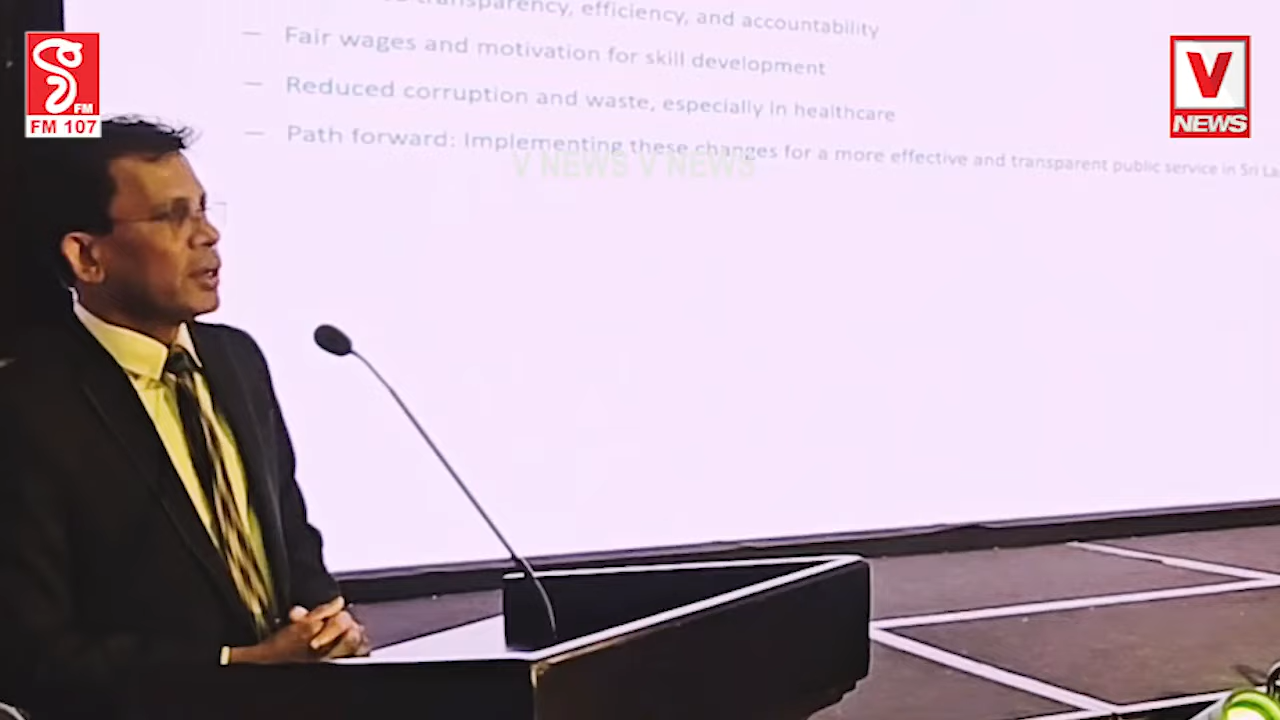 transparency, efficiency, and accountability
— Fair wages and motivation for skill development
— Reduced corruption and waste, especially in healthcare
— Path forward: Implementing these changes for a more effective and transparent public service in Sri
V NEWS V NEWS
FM
FM 107
V
NEWS